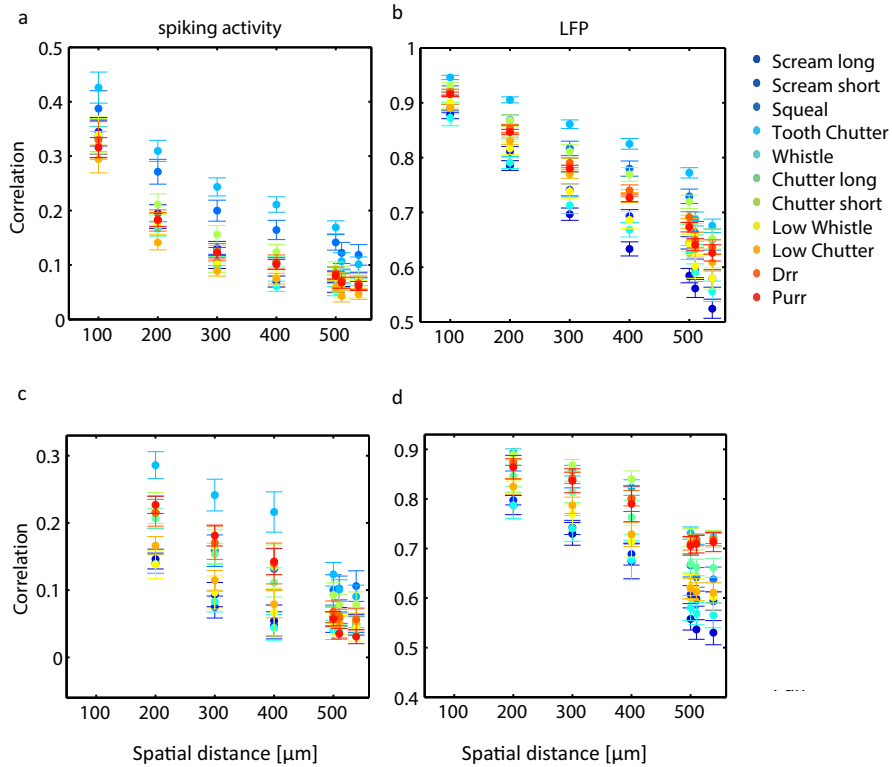 a
spiking activity
b
LFP
0.5
0.4
0.3
0.2
0.1
0
Correlation
100 200 300 400 500
1
0.9
0.8
0.7
0.6
0.5
100 200 300 400 500
Scream long
Scream short
Squeal
Tooth Chutter
Whistle
Chutter long
Chutter short
Low Whistle
Low Chutter
Drr
Purr
c
d
0.3
0.2
0.1
0
Correlation
100 200 300 400 500
Spatial distance [µm]
0.9
0.8
0.7
0.6
0.5
0.4
100 200 300 400 500
Spatial distance [µm]